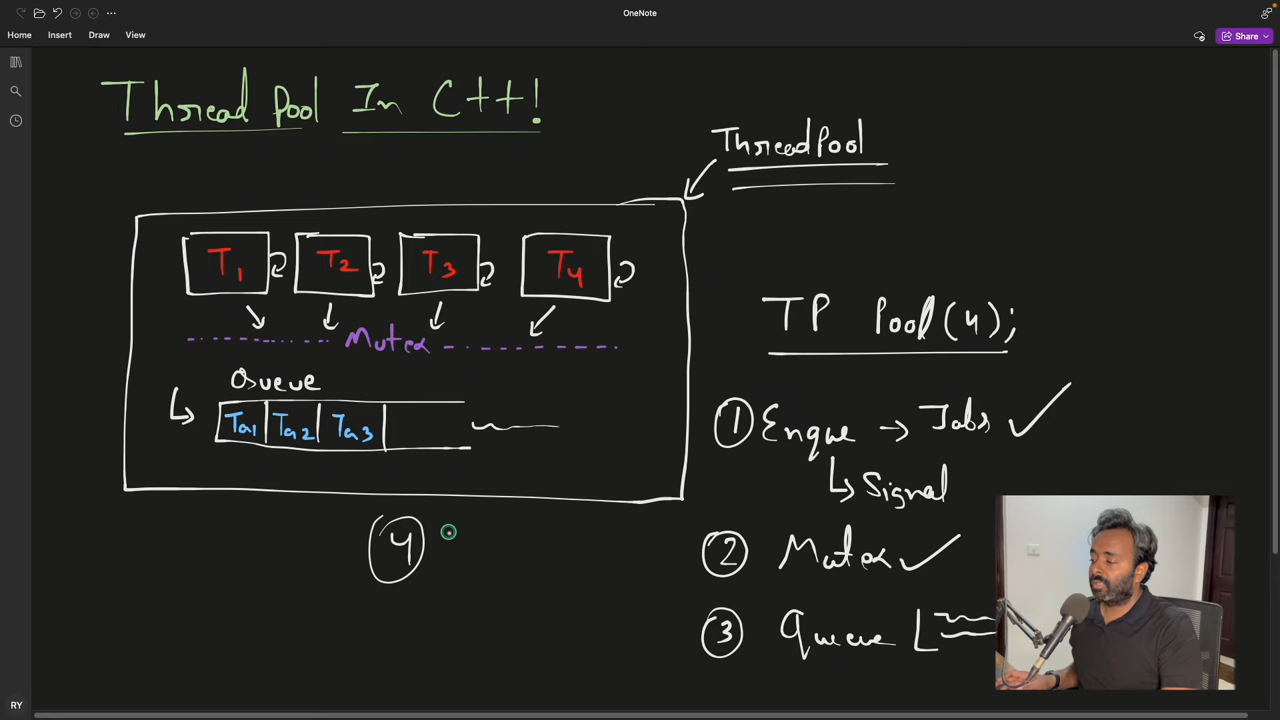 OneNote
Home Insert Draw View
Share
Thread Pool In C++!
ThreadPool
T1 T2 T3 T4
Mutex
Queue
Ta1 Ta2 Ta3
4
TP Pool(4);
1 Enque → Jobs ✓
↳ Signal
2 Mutex ✓
3 Queue
RY